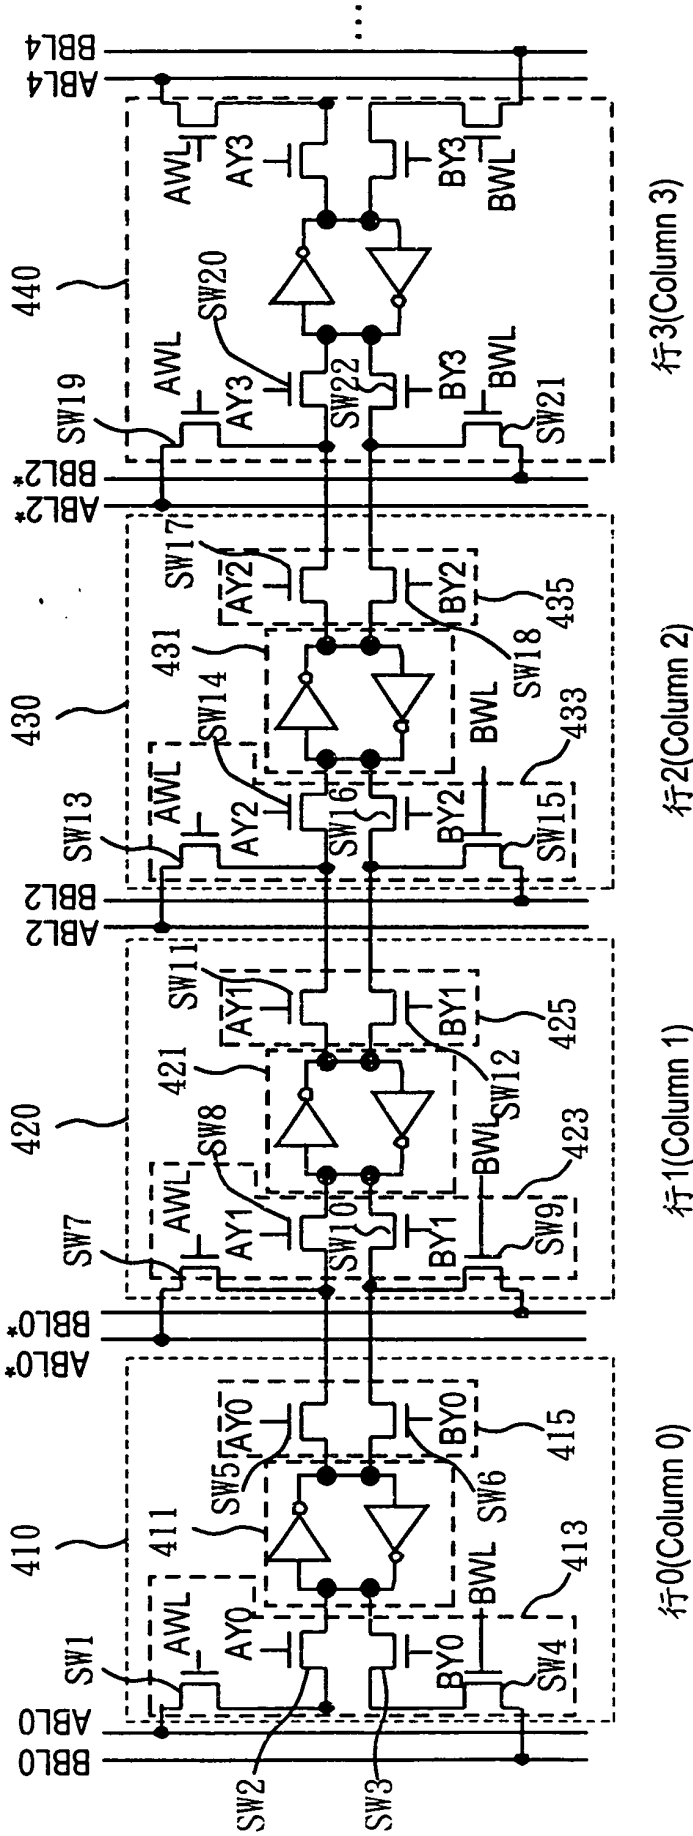 410
420
430
440
BBL0
ABL0
ABL0*
BBL0*
ABL2
BBL2
ABL2*
BBL2*
ABL4
BBL4
SW1
411
SW7
421
SW13
431
SW19
AWL
SW5
AY0
AWL
SW8
SW11
AWL
SW14
SW17
AWL
SW20
AWL
AY0
AY1
AY1
AY2
AY2
AY3
AY3
SW2
SW10
SW16
SW22
...
SW3
BY0
SW6
BY0
BY1
SW12
BY1
BY2
SW18
BY2
BY3
BY3
BWL
BWL
BWL
BWL
BWL
SW4
413
415
SW9
423
425
SW15
433
435
SW21
行0(Column 0)
行1(Column 1)
行2(Column 2)
行3(Column 3)